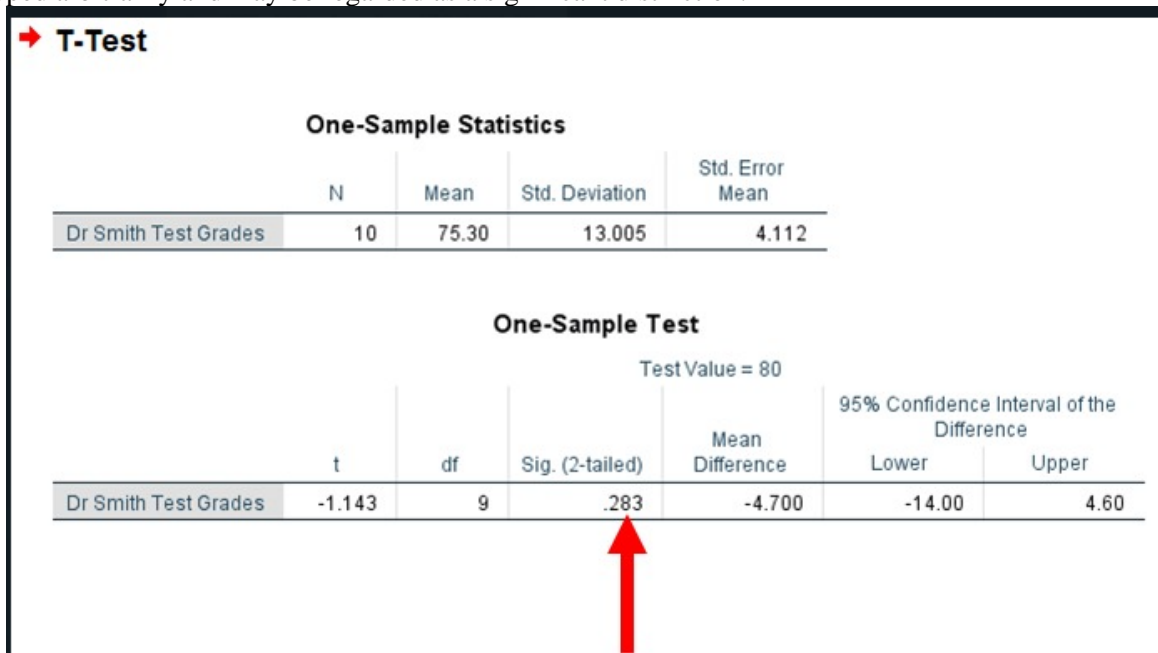 T-Test
One-Sample Statistics
N Mean Std. Deviation Std. Error Mean
Dr Smith Test Grades 10 75.30 13.005 4.112
One-Sample Test
Test Value = 80
t df Sig. (2-tailed) Mean Difference 95% Confidence Interval of the Difference
Lower Upper
Dr Smith Test Grades -1.143 9 .283 -4.700 -14.00 4.60